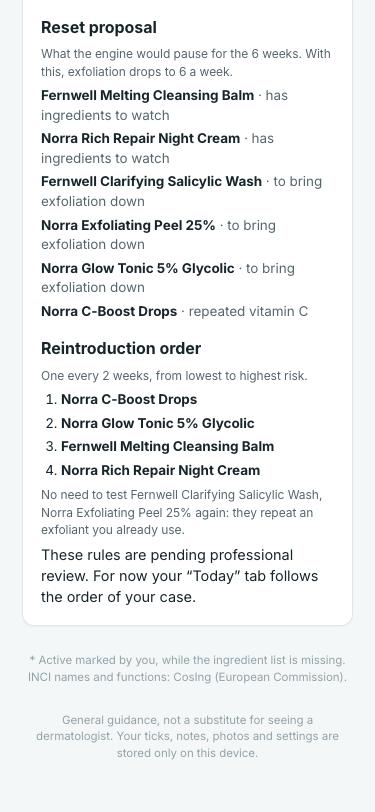 Reset proposal
What the engine would pause for the 6 weeks. With
this, exfoliation drops to 6 a week.
Fernwell Melting Cleansing Balm · has
ingredients to watch
Norra Rich Repair Night Cream · has
ingredients to watch
Fernwell Clarifying Salicylic Wash · to bring
exfoliation down
Norra Exfoliating Peel 25% · to bring
exfoliation down
Norra Glow Tonic 5% Glycolic · to bring
exfoliation down
Norra C-Boost Drops · repeated vitamin C
Reintroduction order
One every 2 weeks, from lowest to highest risk.
1. Norra C-Boost Drops
2. Norra Glow Tonic 5% Glycolic
3. Fernwell Melting Cleansing Balm
4. Norra Rich Repair Night Cream
No need to test Fernwell Clarifying Salicylic Wash,
Norra Exfoliating Peel 25% again: they repeat an
exfoliant you already use.
These rules are pending professional
review. For now your “Today” tab follows
the order of your case.
* Active marked by you, while the ingredient list is missing.
INCI names and functions: CosIng (European Commission).
General guidance, not a substitute for seeing a
dermatologist. Your ticks, notes, photos and settings are
stored only on this device.